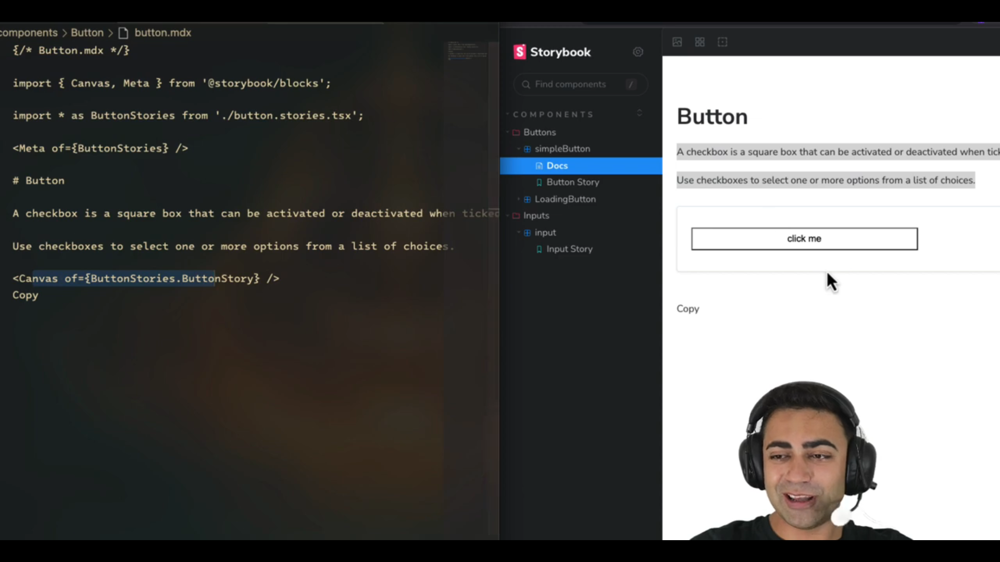 components > Button > button.mdx
{/* Button.mdx */}
import { Canvas, Meta } from '@storybook/blocks';
import * as ButtonStories from './button.stories.tsx';
<Meta of={ButtonStories} />
# Button
A checkbox is a square box that can be activated or deactivated when ticked
Use checkboxes to select one or more options from a list of choices.
<Canvas of={ButtonStories.ButtonStory} />
Copy
S Storybook
Find components /
COMPONENTS
Buttons
simpleButton
Docs
Button Story
LoadingButton
Inputs
input
Input Story
Button
A checkbox is a square box that can be activated or deactivated when tick
Use checkboxes to select one or more options from a list of choices.
click me
Copy